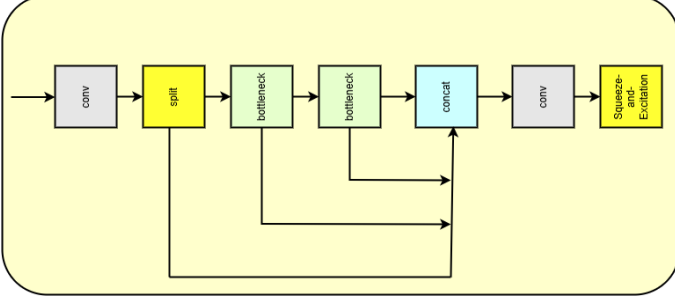 conv
split
bottleneck
bottleneck
concat
conv
Squeeze-
and-
Excitation